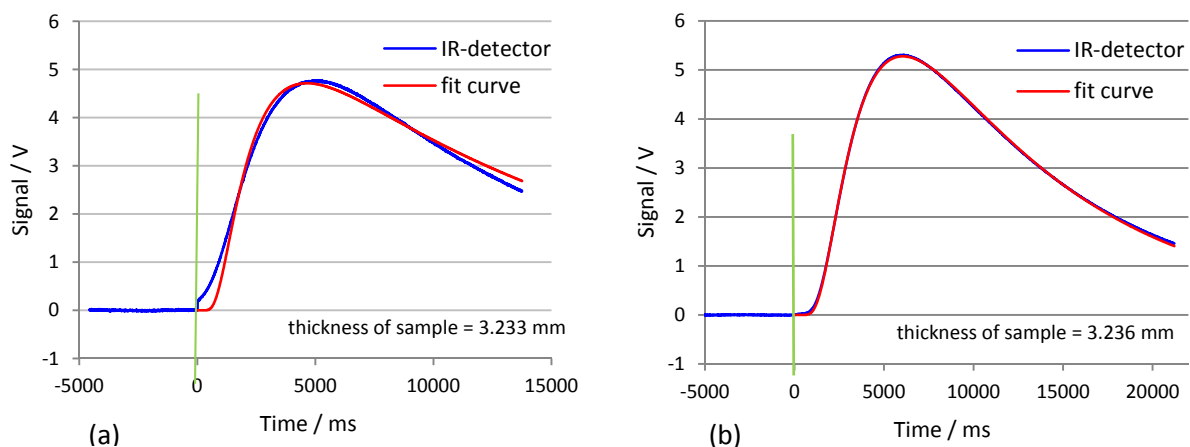 6
5
4
3
2
1
0
-1
Signal / V
IR-detector
fit curve
thickness of sample = 3.233 mm
-5000 0 5000 10000 15000
Time / ms
(a)
6
5
4
3
2
1
0
-1
Signal / V
IR-detector
fit curve
thickness of sample = 3.236 mm
-5000 0 5000 10000 15000 20000
Time / ms
(b)